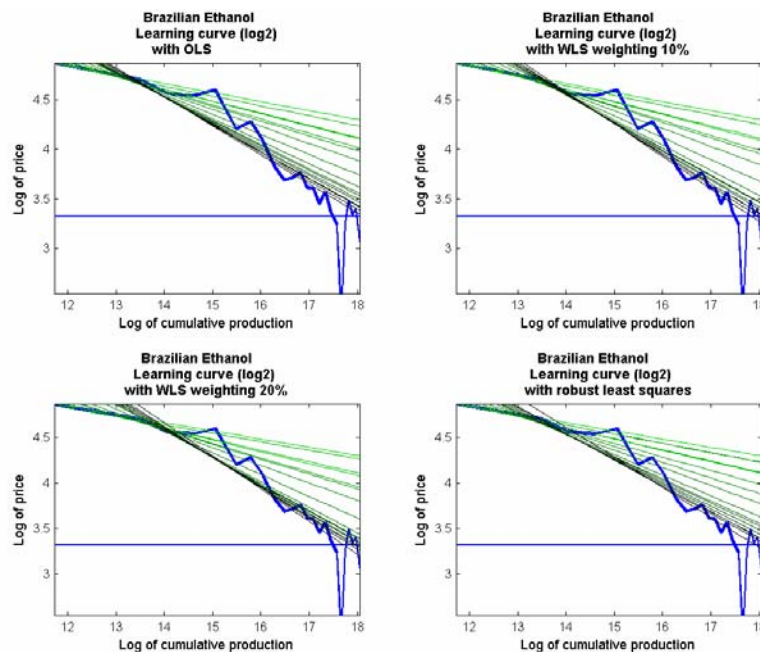 Brazilian Ethanol
Learning curve (log2)
with OLS
4.5
4
3.5
3
Log of price
12 13 14 15 16 17 18
Log of cumulative production
Brazilian Ethanol
Learning curve (log2)
with WLS weighting 10%
4.5
4
3.5
3
Log of price
12 13 14 15 16 17 18
Log of cumulative production
Brazilian Ethanol
Learning curve (log2)
with WLS weighting 20%
4.5
4
3.5
3
Log of price
12 13 14 15 16 17 18
Log of cumulative production
Brazilian Ethanol
Learning curve (log2)
with robust least squares
4.5
4
3.5
3
Log of price
12 13 14 15 16 17 18
Log of cumulative production